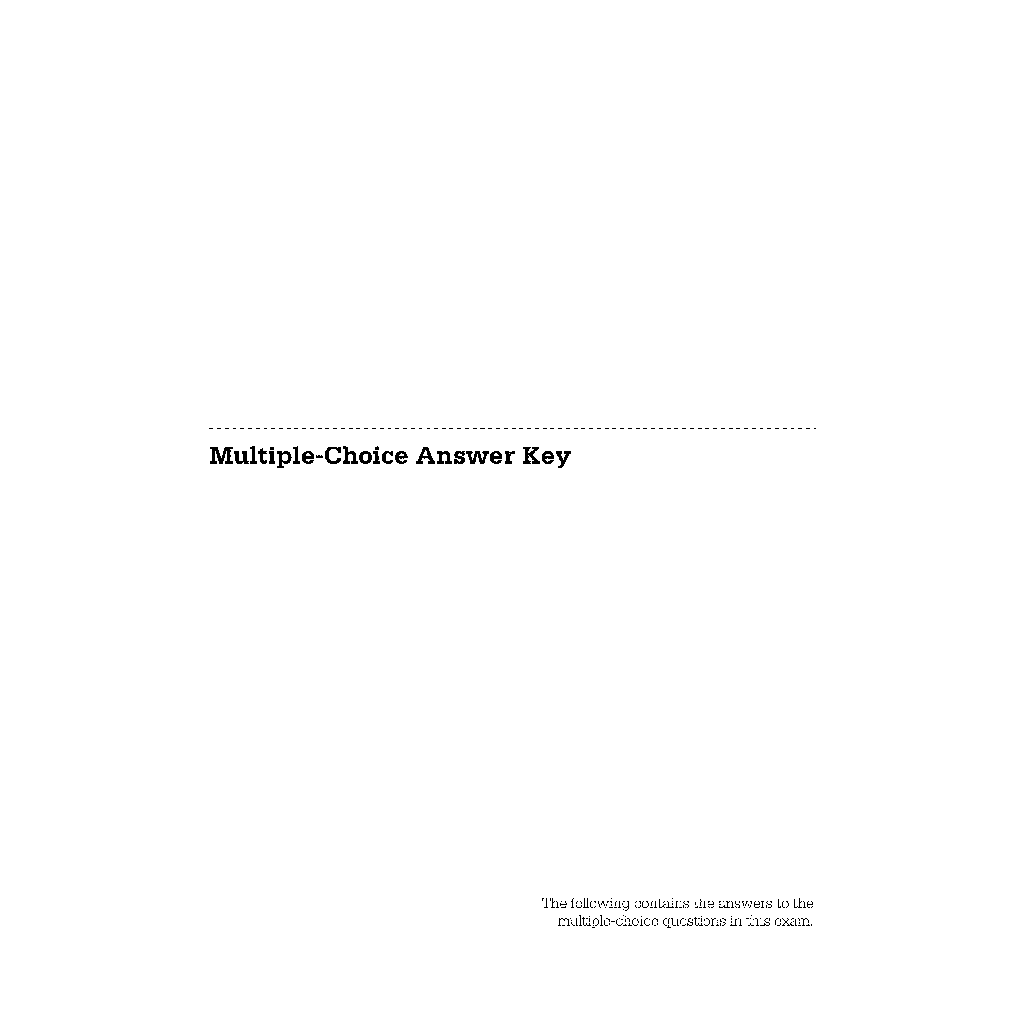 Multiple-Choice Answer Key
The following contains the answers to the
multiple-choice questions in this exam.